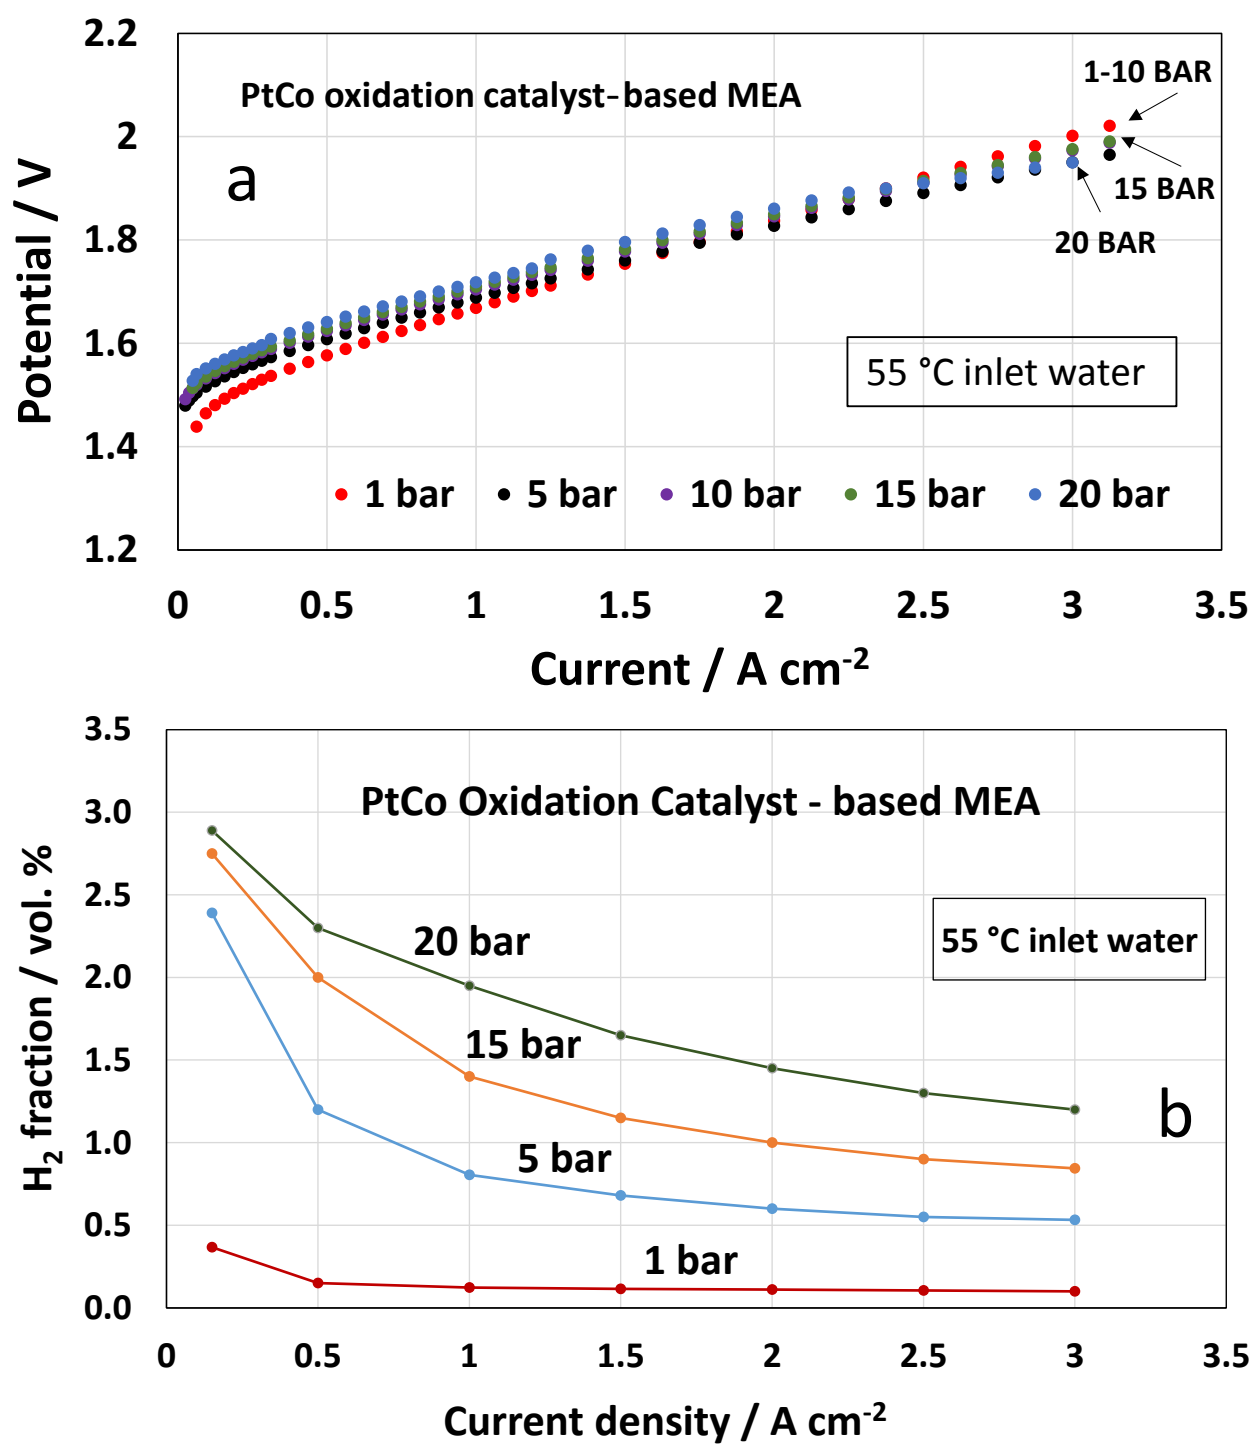 2.2
2
1.8
1.6
1.4
1.2
Potential / V
PtCo oxidation catalyst-based MEA
a
1-10 BAR
15 BAR
20 BAR
55 °C inlet water
1 bar
5 bar
10 bar
15 bar
20 bar
0 0.5 1 1.5 2 2.5 3 3.5
Current / A cm⁻²
3.5
3.0
2.5
2.0
1.5
1.0
0.5
0.0
H₂ fraction / vol. %
PtCo Oxidation Catalyst - based MEA
55 °C inlet water
20 bar
15 bar
b
5 bar
1 bar
0 0.5 1 1.5 2 2.5 3 3.5
Current density / A cm⁻²